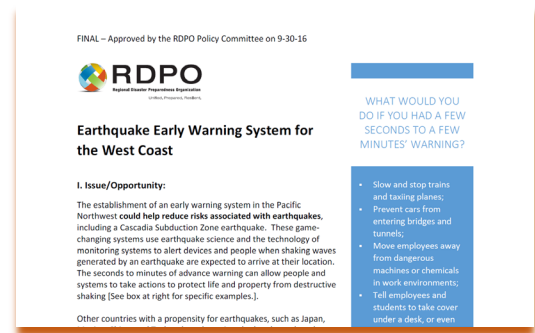 FINAL – Approved by the RDPO Policy Committee on 9-30-16
RDPO
Regional Disaster Preparedness Organization
United, Prepared, Resilient.
Earthquake Early Warning System for
the West Coast
I. Issue/Opportunity:
The establishment of an early warning system in the Pacific
Northwest could help reduce risks associated with earthquakes,
including a Cascadia Subduction Zone earthquake. These game-
changing systems use earthquake science and the technology of
monitoring systems to alert devices and people when shaking waves
generated by an earthquake are expected to arrive at their location.
The seconds to minutes of advance warning can allow people and
systems to take actions to protect life and property from destructive
shaking [See box at right for specific examples.].
Other countries with a propensity for earthquakes, such as Japan,
WHAT WOULD YOU
DO IF YOU HAD A FEW
SECONDS TO A FEW
MINUTES’ WARNING?
• Slow and stop trains
and taxiing planes;
• Prevent cars from
entering bridges and
tunnels;
• Move employees away
from dangerous
machines or chemicals
in work environments;
• Tell employees and
students to take cover
under a desk, or even